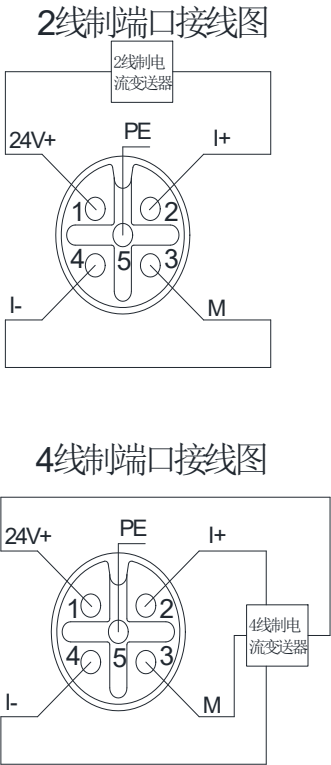 2线制端口接线图
2线制电
流变送器
24V+ PE I+
1 2
4 5 3
I- M
4线制端口接线图
24V+ PE I+
1 2
4线制电
流变送器
4 5 3
I- M